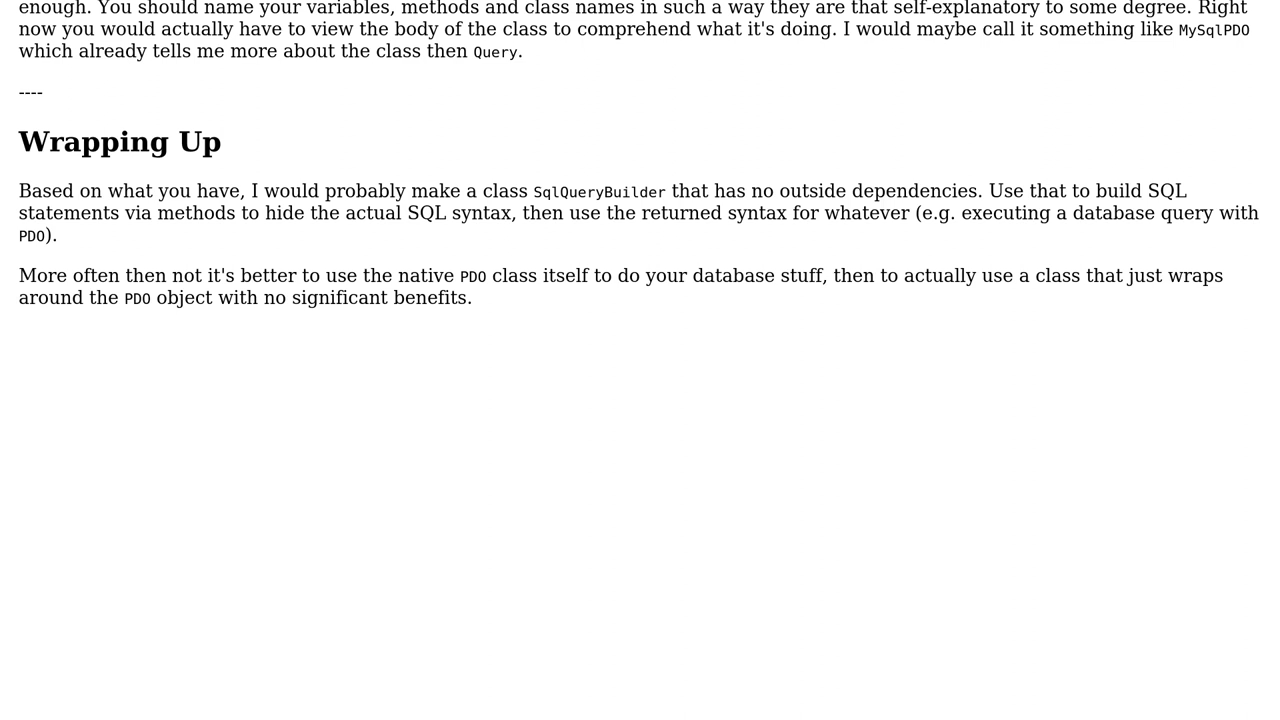 enough. You should name your variables, methods and class names in such a way they are that self-explanatory to some degree. Right
now you would actually have to view the body of the class to comprehend what it's doing. I would maybe call it something like MySqlPDO
which already tells me more about the class then Query.
----
Wrapping Up
Based on what you have, I would probably make a class SqlQueryBuilder that has no outside dependencies. Use that to build SQL
statements via methods to hide the actual SQL syntax, then use the returned syntax for whatever (e.g. executing a database query with
PDO).
More often then not it's better to use the native PDO class itself to do your database stuff, then to actually use a class that just wraps
around the PDO object with no significant benefits.